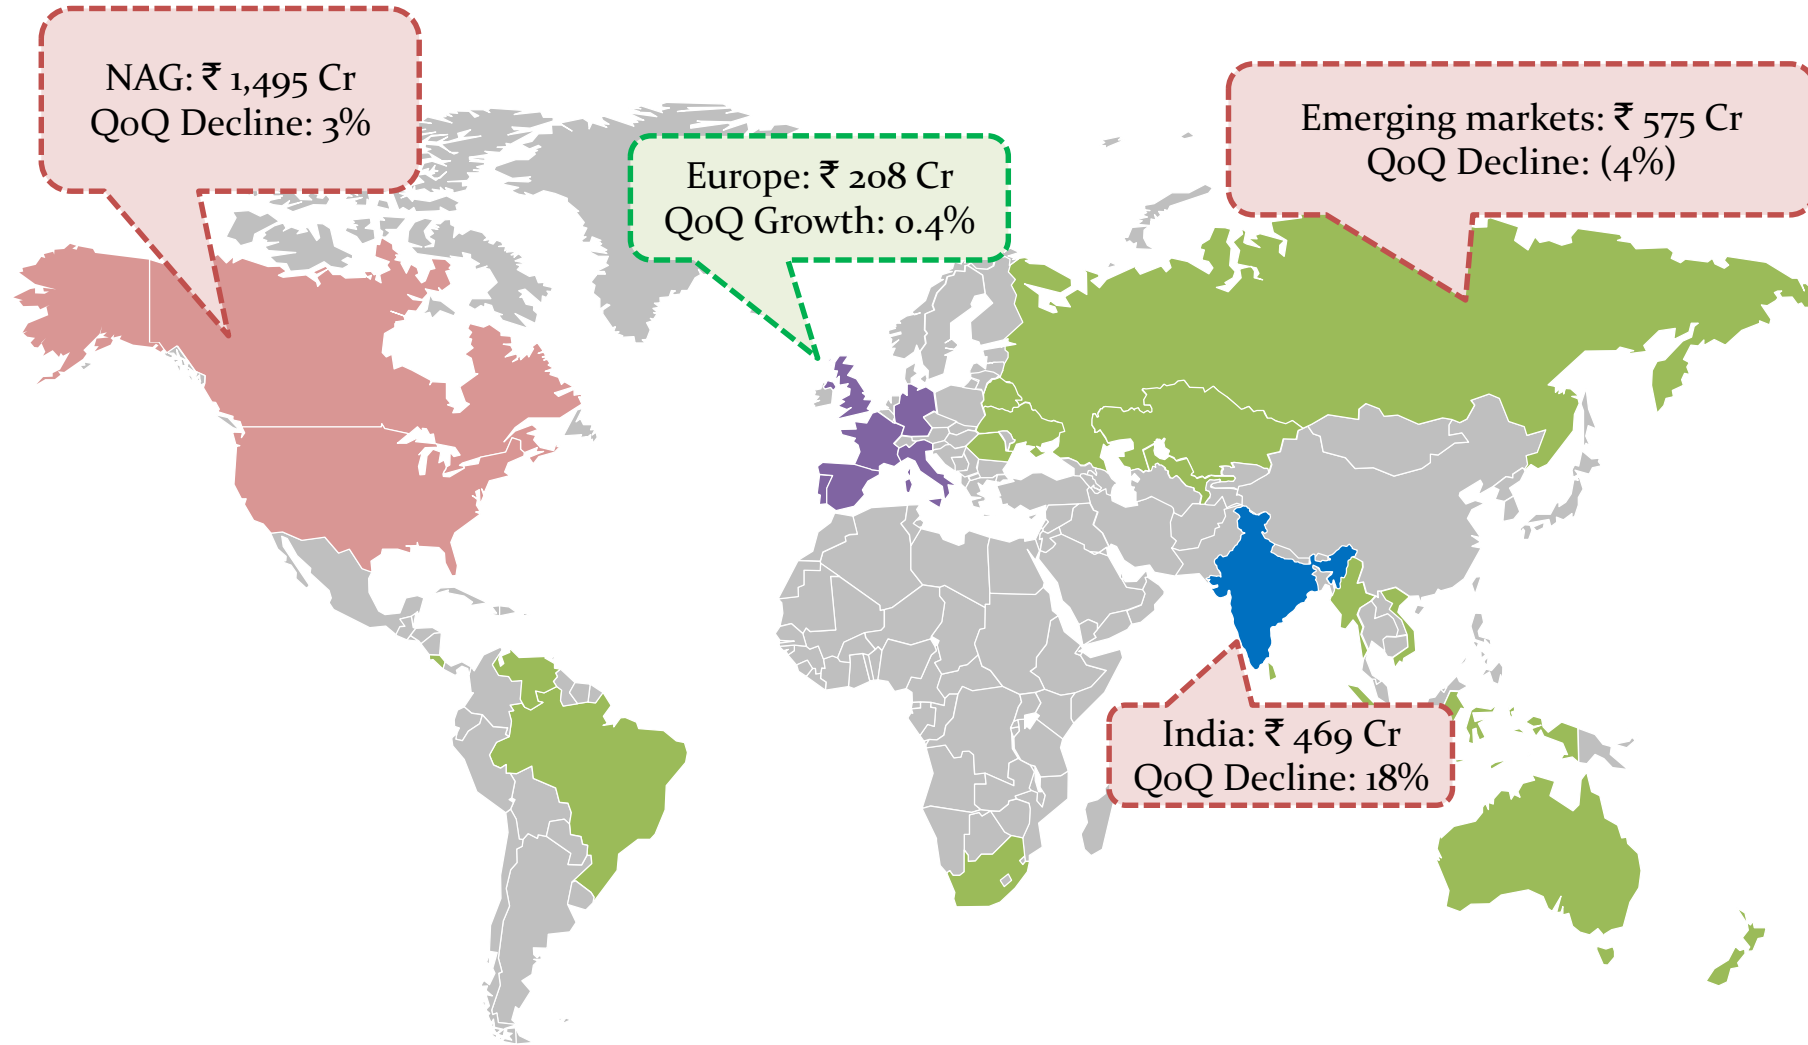 NAG: ₹ 1,495 Cr
QoQ Decline: 3%
Europe: ₹ 208 Cr
QoQ Growth: 0.4%
Emerging markets: ₹ 575 Cr
QoQ Decline: (4%)
India: ₹ 469 Cr
QoQ Decline: 18%